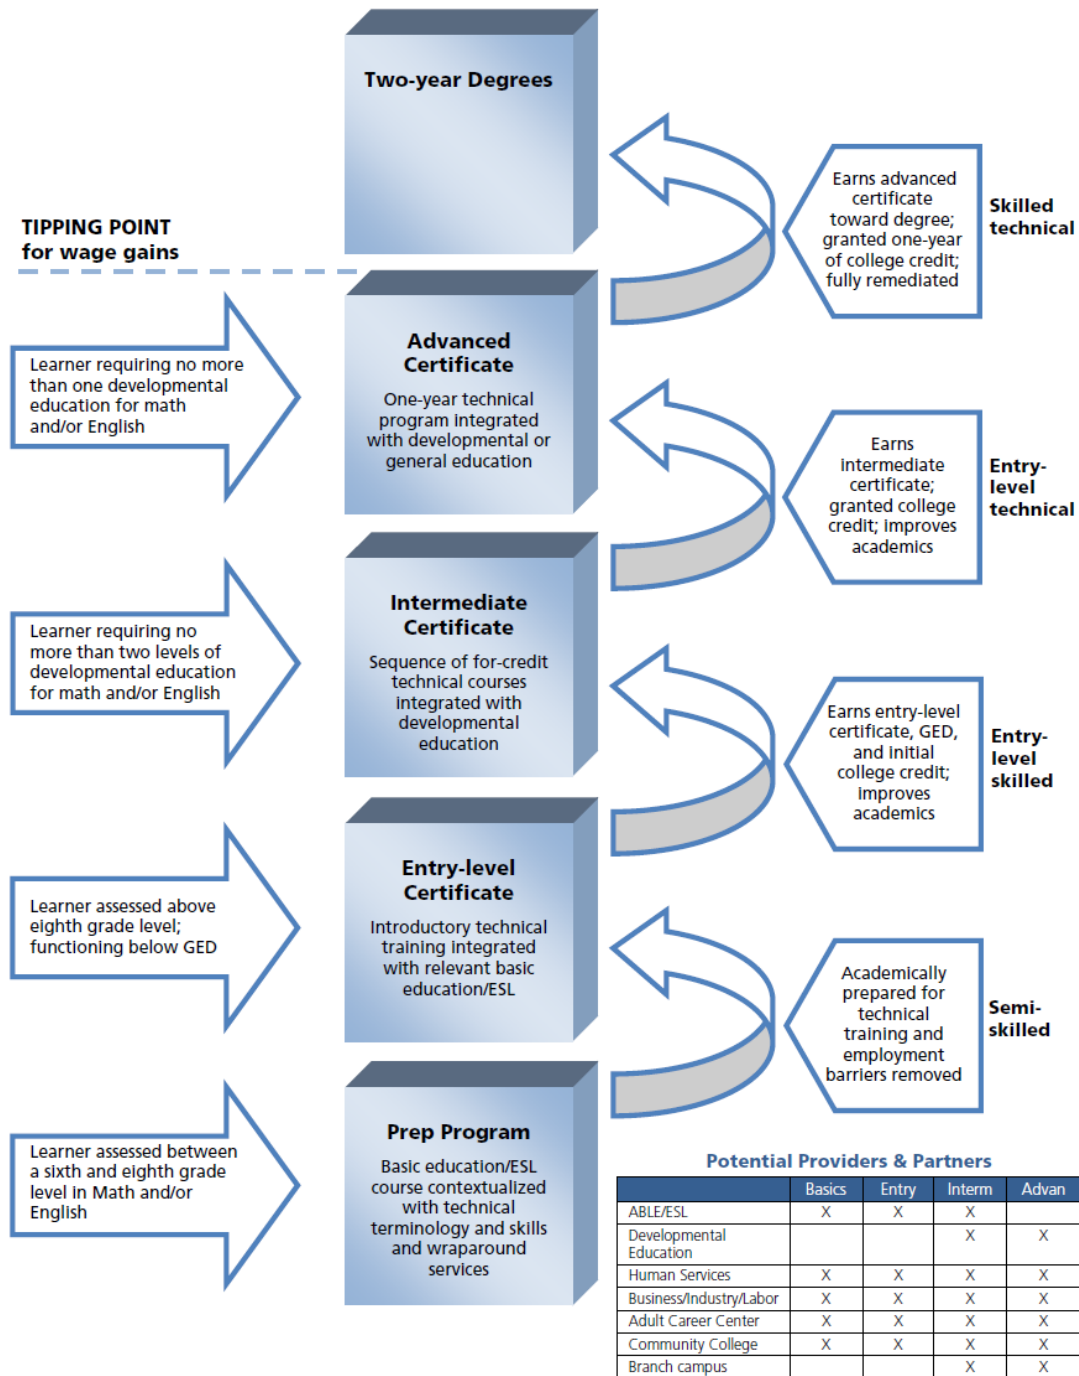 Two-year Degrees
TIPPING POINT
for wage gains
Earns advanced
certificate
toward degree;
granted one-year
of college credit;
fully remediated
Skilled
technical
Learner requiring no more
than one developmental
education for math
and/or English
Advanced
Certificate
One-year technical
program integrated
with developmental or
general education
Earns
intermediate
certificate;
granted college
credit; improves
academics
Entry-
level
technical
Learner requiring no
more than two levels of
developmental education
for math and/or English
Intermediate
Certificate
Sequence of for-credit
technical courses
integrated with
developmental
education
Earns entry-level
certificate, GED,
and initial
college credit;
improves
academics
Entry-
level
skilled
Learner assessed above
eighth grade level;
functioning below GED
Entry-level
Certificate
Introductory technical
training integrated
with relevant basic
education/ESL
Academically
prepared for
technical
training and
employment
barriers removed
Semi-
skilled
Learner assessed between
a sixth and eighth grade
level in Math and/or
English
Prep Program
Basic education/ESL
course contextualized
with technical
terminology and skills
and wraparound
services
Potential Providers & Partners
Basics Entry Interm Advan
ABLE/ESL X X X
Developmental
Education X X
Human Services X X X X
Business/Industry/Labor X X X X
Adult Career Center X X X X
Community College X X X X
Branch campus X X